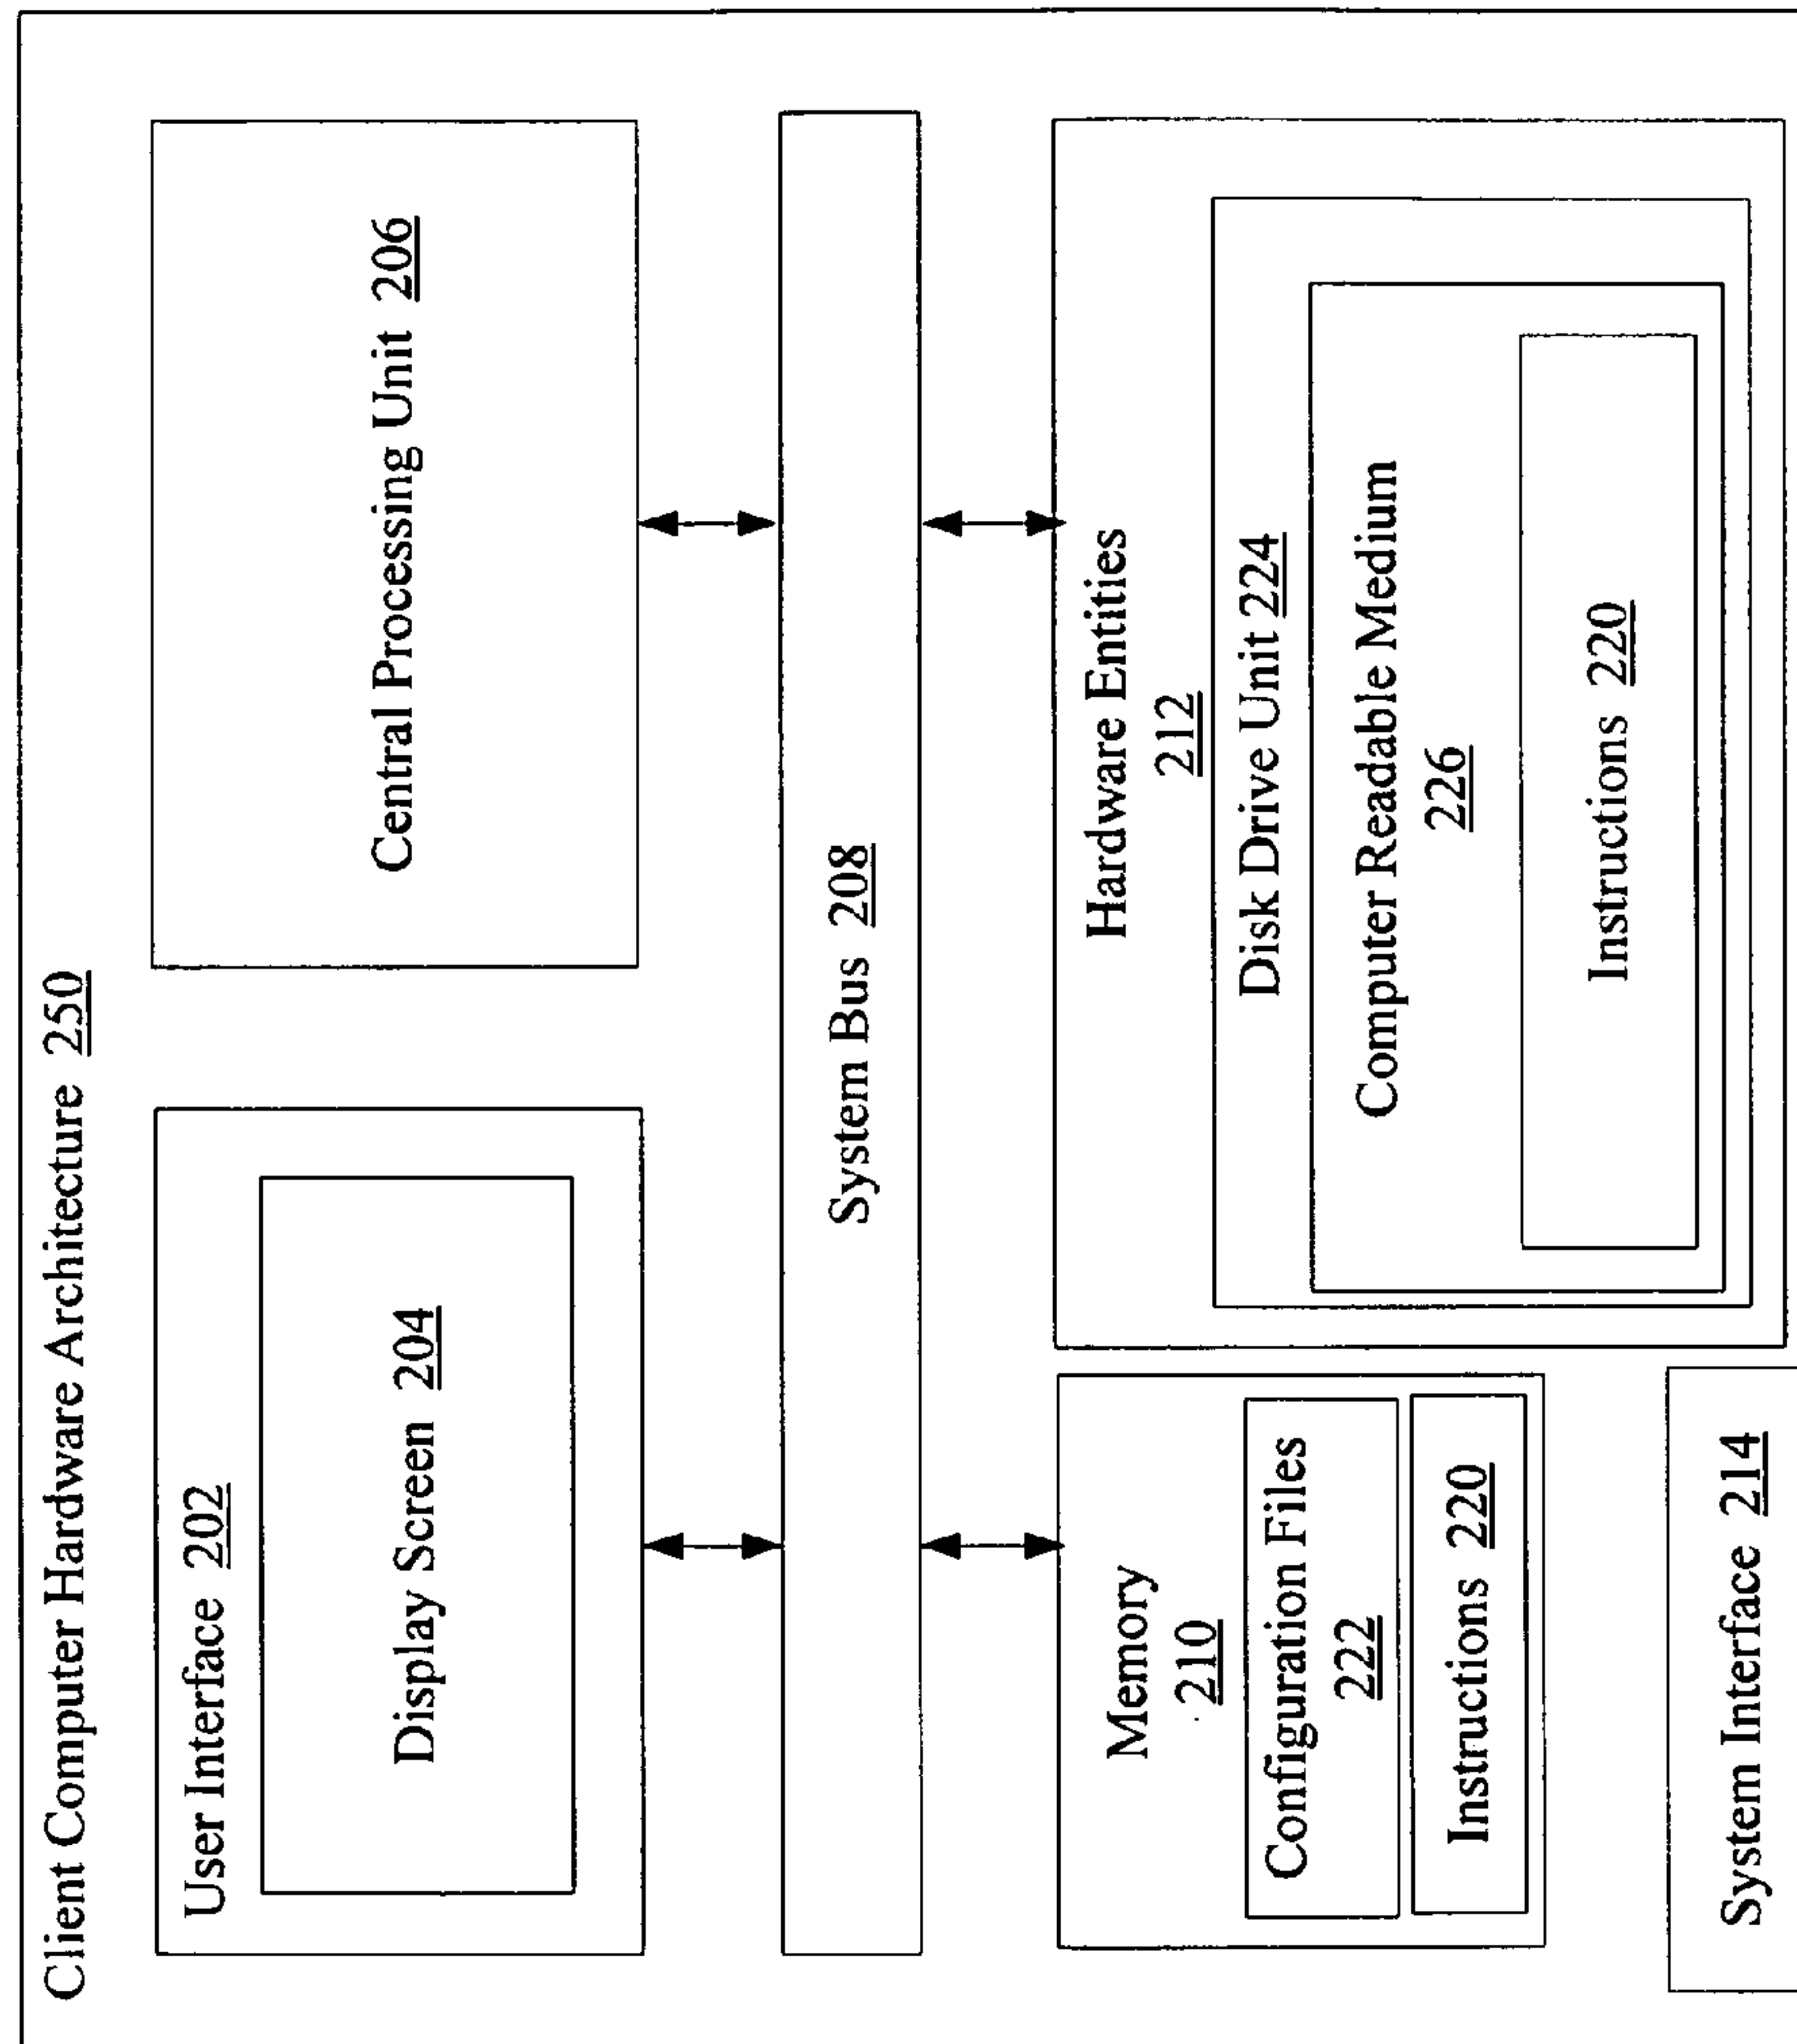 Client Computer Hardware Architecture 250
User Interface 202
Display Screen 204
Central Processing Unit 206
System Bus 208
Memory
210
Configuration Files
222
Instructions 220
Hardware Entities
212
Disk Drive Unit 224
Computer Readable Medium
226
Instructions 220
System Interface 214